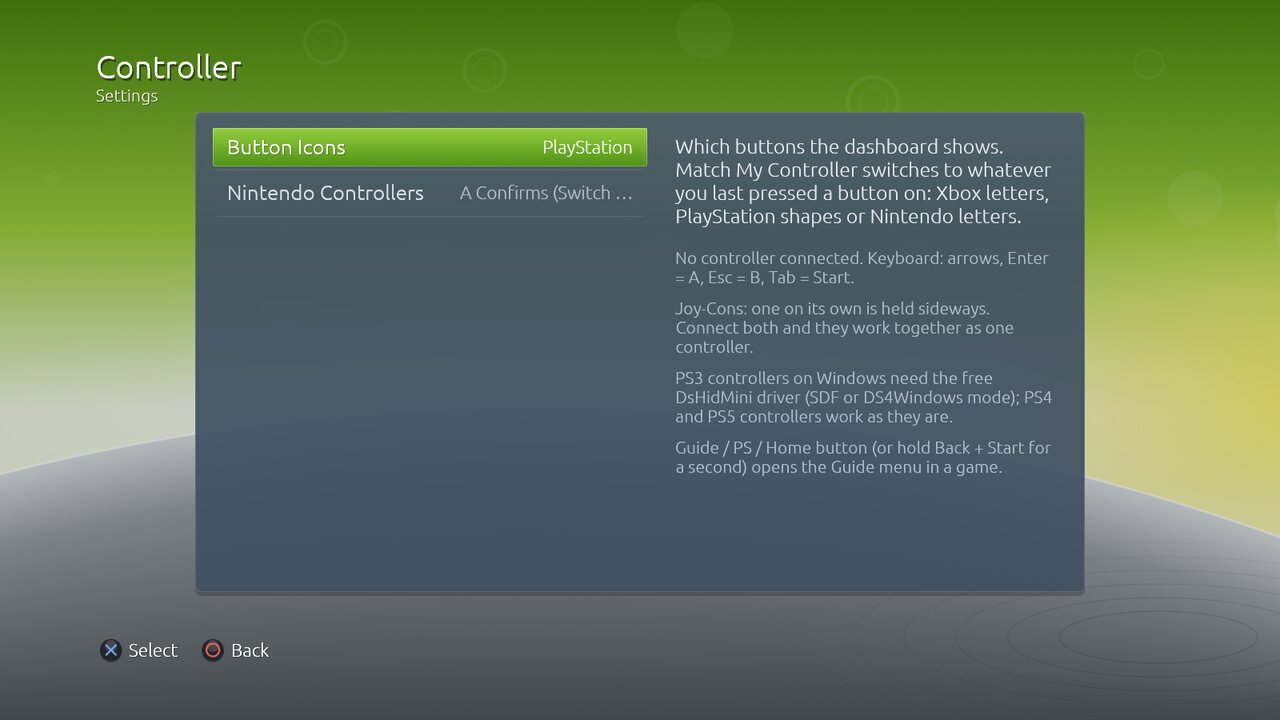 Controller
Settings
Button Icons
PlayStation
Nintendo Controllers
A Confirms (Switch …
Which buttons the dashboard shows.
Match My Controller switches to whatever
you last pressed a button on: Xbox letters,
PlayStation shapes or Nintendo letters.
No controller connected. Keyboard: arrows, Enter
= A, Esc = B, Tab = Start.
Joy-Cons: one on its own is held sideways.
Connect both and they work together as one
controller.
PS3 controllers on Windows need the free
DsHidMini driver (SDF or DS4Windows mode); PS4
and PS5 controllers work as they are.
Guide / PS / Home button (or hold Back + Start for
a second) opens the Guide menu in a game.
Select
Back